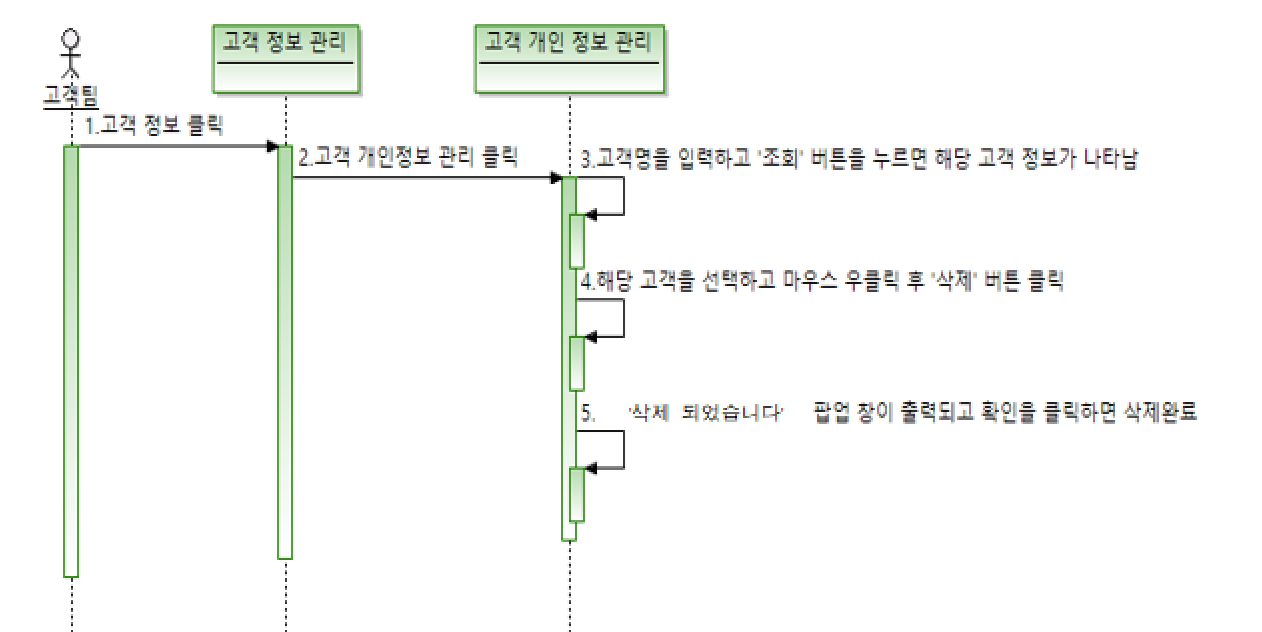 고객 정보 관리
고객 개인 정보 관리
고객팀
1.고객 정보 클릭
2.고객 개인정보 관리 클릭
3.고객명을 입력하고 '조회' 버튼을 누르면 해당 고객 정보가 나타남
4.해당 고객을 선택하고 마우스 우클릭 후 '삭제' 버튼 클릭
5. '삭제 되었습니다' 팝업 창이 출력되고 확인을 클릭하면 삭제완료